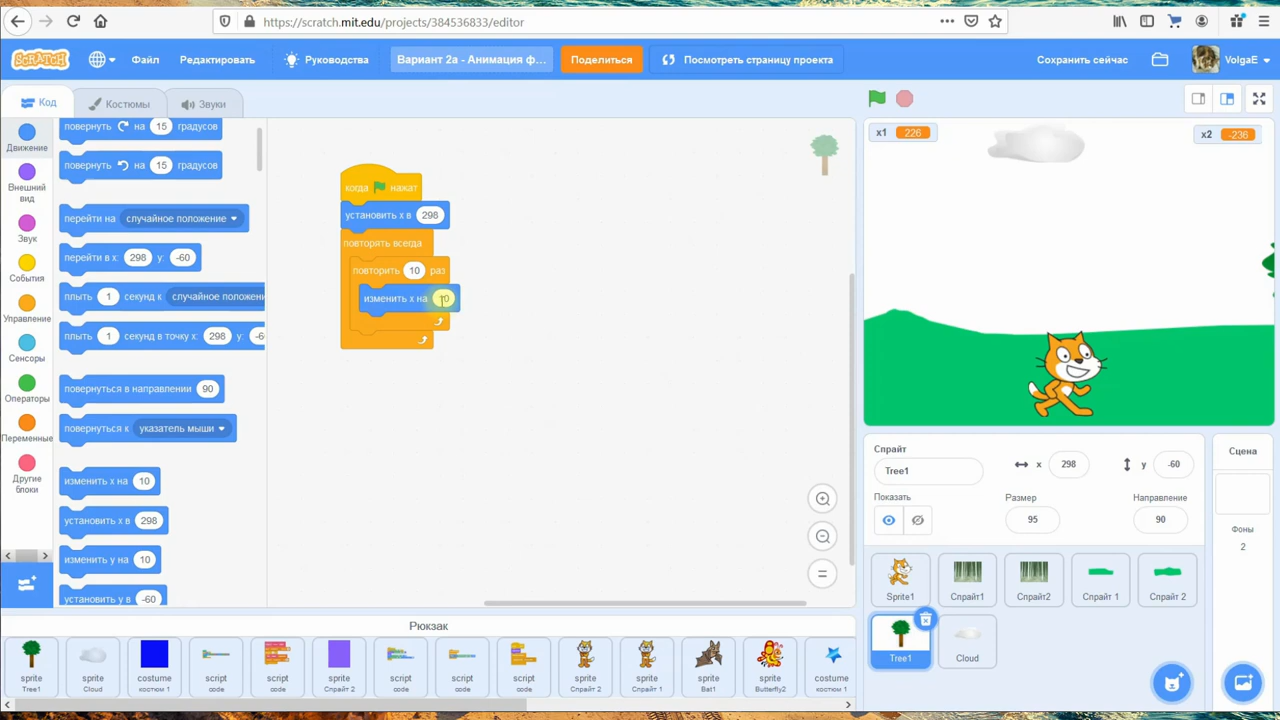 https://scratch.mit.edu/projects/384536833/editor
SCRATCH
Файл
Редактировать
Руководства
Вариант 2а - Анимация ф...
Поделиться
Посмотреть страницу проекта
Сохранить сейчас
VolgaE
Код
Костюмы
Звуки
Движение
Внешний
вид
Звук
События
Управление
Сенсоры
Операторы
Переменные
Другие
блоки
повернуть на 15 градусов
повернуть на 15 градусов
перейти на случайное положение
перейти в x: 298 y: -60
плыть 1 секунд к случайное положени
плыть 1 секунд в точку x: 298 y: -6
повернуться в направлении 90
повернуться к указатель мыши
изменить x на 10
установить x в 298
изменить y на 10
установить y в -60
когда нажат
установить x в 298
повторять всегда
повторить 10 раз
изменить x на 10
x1 226
x2 -236
Спрайт
Tree1
x 298
y -60
Показать
Размер
95
Направление
90
Sprite1
Спрайт1
Спрайт2
Спрайт 1
Спрайт 2
Tree1
Cloud
Сцена
Фоны
2
Рюкзак
sprite
Tree1
sprite
Cloud
costume
костюм 1
script
code
script
code
sprite
Спрайт 2
script
code
script
code
script
code
sprite
Спрайт 2
sprite
Спрайт 1
sprite
Bat1
sprite
Butterfly2
costume
костюм 1